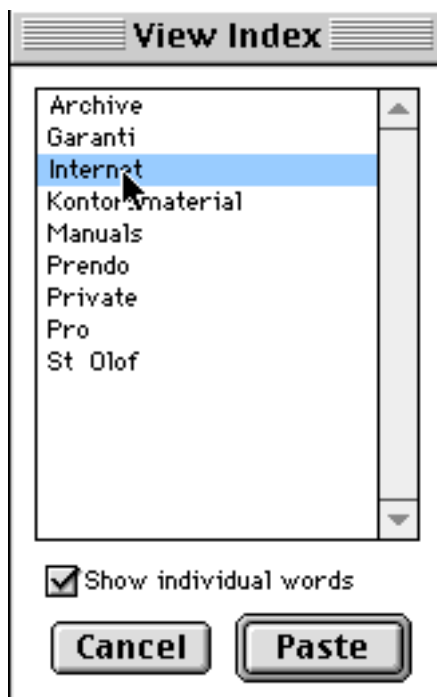 View Index
Archive
Garanti
Internet
Kontorsmaterial
Manuals
Prendo
Private
Pro
St Olof
Show individual words
Cancel
Paste